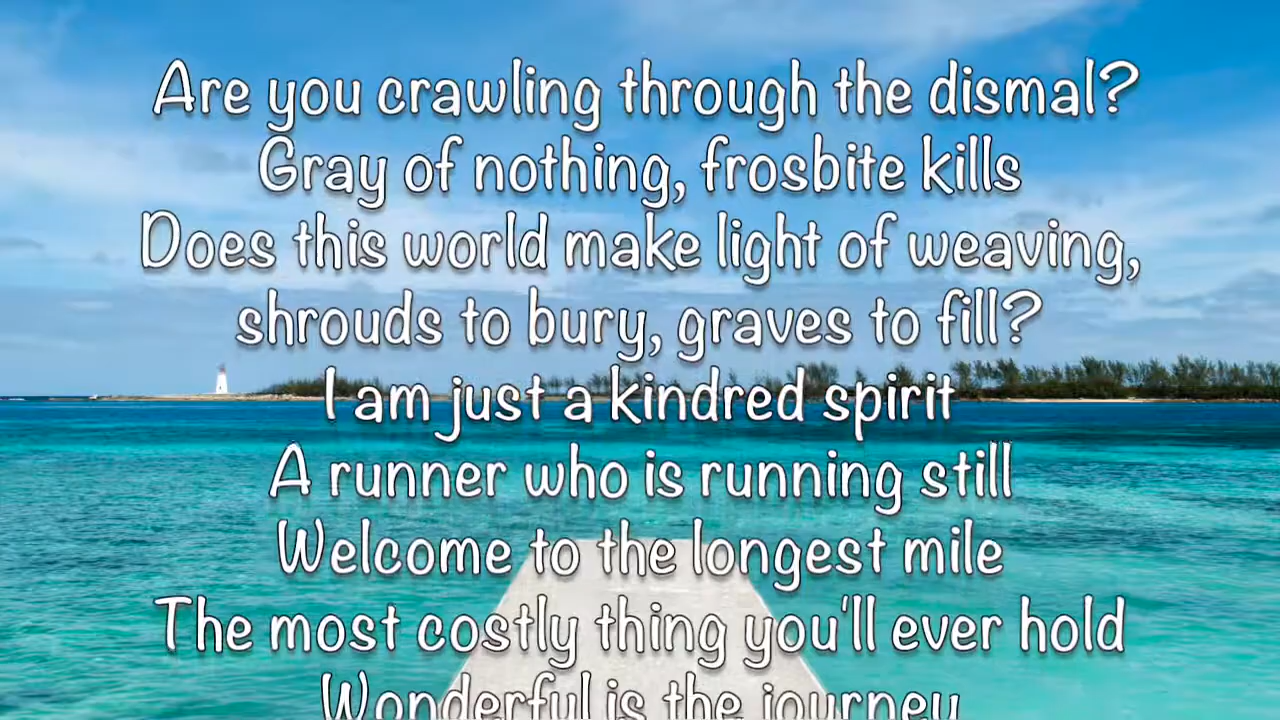 Are you crawling through the dismal?
Gray of nothing, frosbite kills
Does this world make light of weaving,
shrouds to bury, graves to fill?
I am just a kindred spirit
A runner who is running still
Welcome to the longest mile
The most costly thing you'll ever hold
Wonderful is the journey